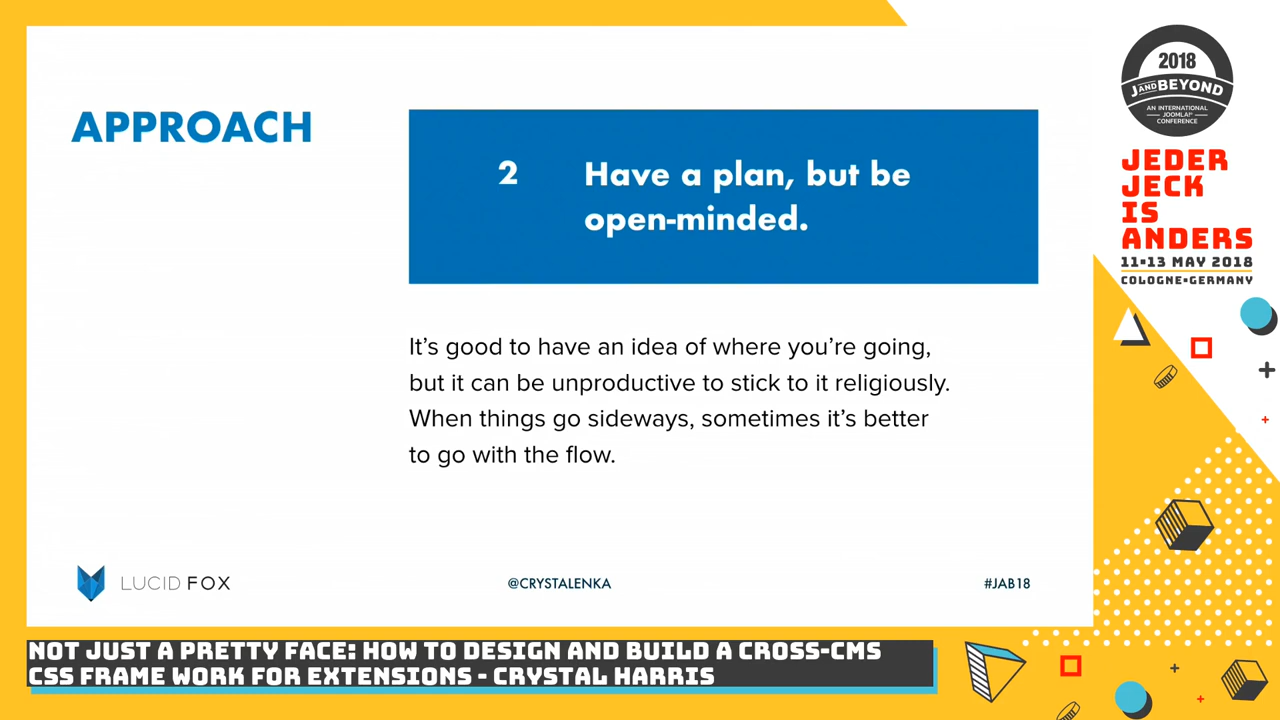 APPROACH
2
Have a plan, but be
open-minded.
It's good to have an idea of where you're going,
but it can be unproductive to stick to it religiously.
When things go sideways, sometimes it's better
to go with the flow.
LUCID FOX
@CRYSTALENKA
#JAB18
2018
JANDBEYOND
AN INTERNATIONAL
JOOMLA!®
CONFERENCE
JEDER
JECK
IS
ANDERS
11•13 MAY 2018
COLOGNE•GERMANY
NOT JUST A PRETTY FACE: HOW TO DESIGN AND BUILD A CROSS-CMS
CSS FRAME WORK FOR EXTENSIONS - CRYSTAL HARRIS